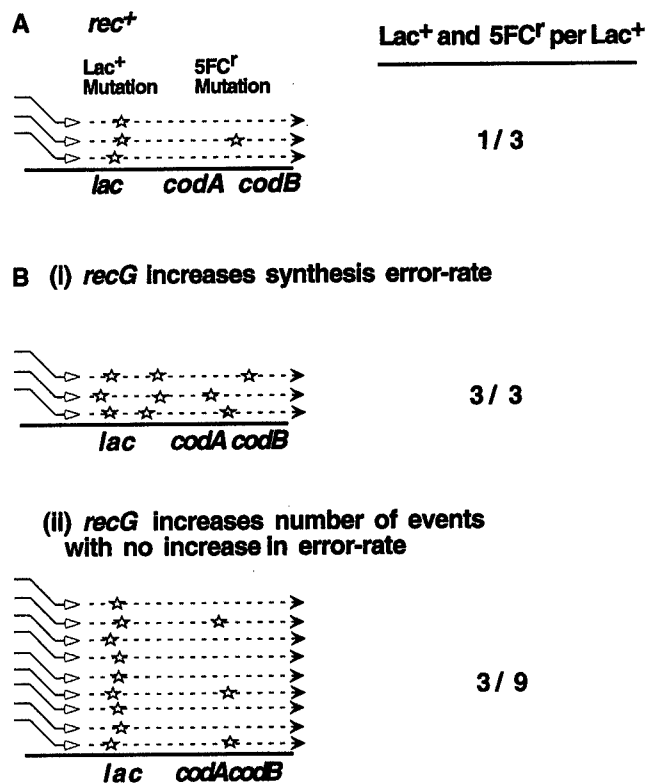 A rec+ Lac+ and 5FCr per Lac+
Lac+ 5FCr
Mutation Mutation
1/3
lac codA codB
B (i) recG increases synthesis error-rate
3/ 3
lac codA codB
(ii) recG increases number of events
with no increase in error-rate
3/ 9
lac codAcodB